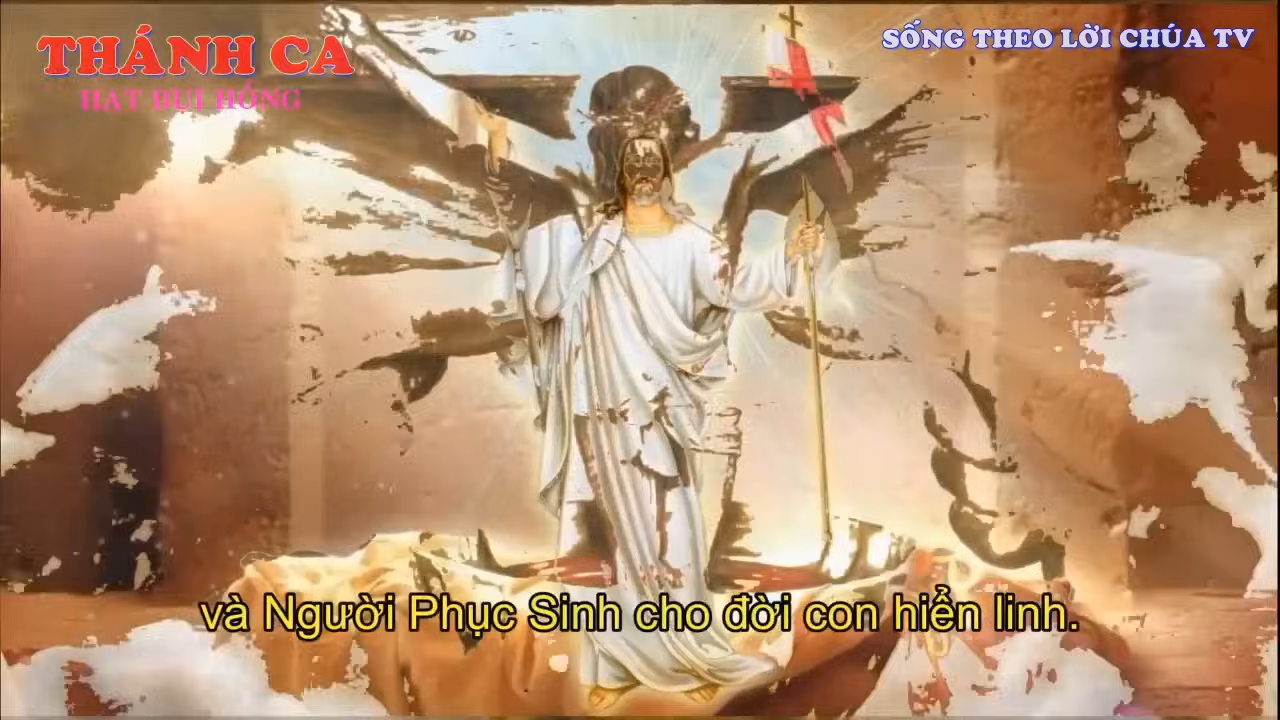 THÁNH CA
SỐNG THEO LỜI CHÚA TV
HẠT BỤI HỒNG
và Người Phục Sinh cho đời con hiển linh.